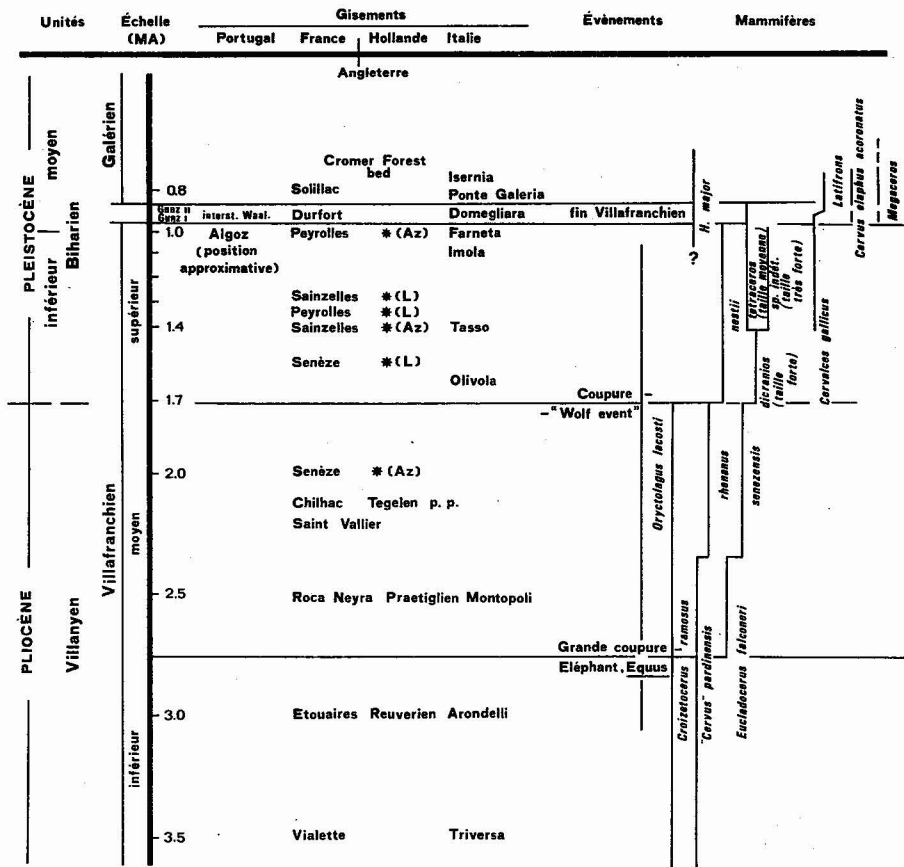 Gisements
Unités Échelle (MA) Portugal France Hollande Italie Évènements Mammifères
Angleterre
PLEISTOCÈNE
moyen
inférieur
PLIOCÈNE
Biharien
Villanyen
Galérien
Villafranchien
supérieur
moyen
inférieur
Cromer Forest
bed
Isernia
0.8 Solillac
Ponte Galeria
GUNZ II
GUNZ I
interst. Waal. Durfort Domegliara fin Villafranchien
1.0 Algoz Peyrolles * (Az) Farneta
(position Imola
approximative)
Sainzelles * (L)
Peyrolles * (L)
1.4 Sainzelles * (Az) Tasso
Senèze * (L)
Olivola
1.7 Coupure –
– "Wolf event"
2.0 Senèze * (Az)
Chilhac Tegelen p. p.
Saint Vallier
2.5 Roca Neyra Praetiglien Montopoli
Grande coupure
Eléphant, Equus
3.0 Etouaires Reuverien Arondelli
3.5 Vialette Triversa
H. major
?
Oryctolagus lacosti
Croizetocerus ramosus
"Cervus" pardinensis
rhenanus
nestii
Eucladocerus falconeri
senezensis
dicranios
(taille
forte)
tetraceros
(taille moyenne)
sp. indét.
(taille
très forte)
Cervalces gallicus
Latifrons
Cervus elaphus acoronatus
Megaceros